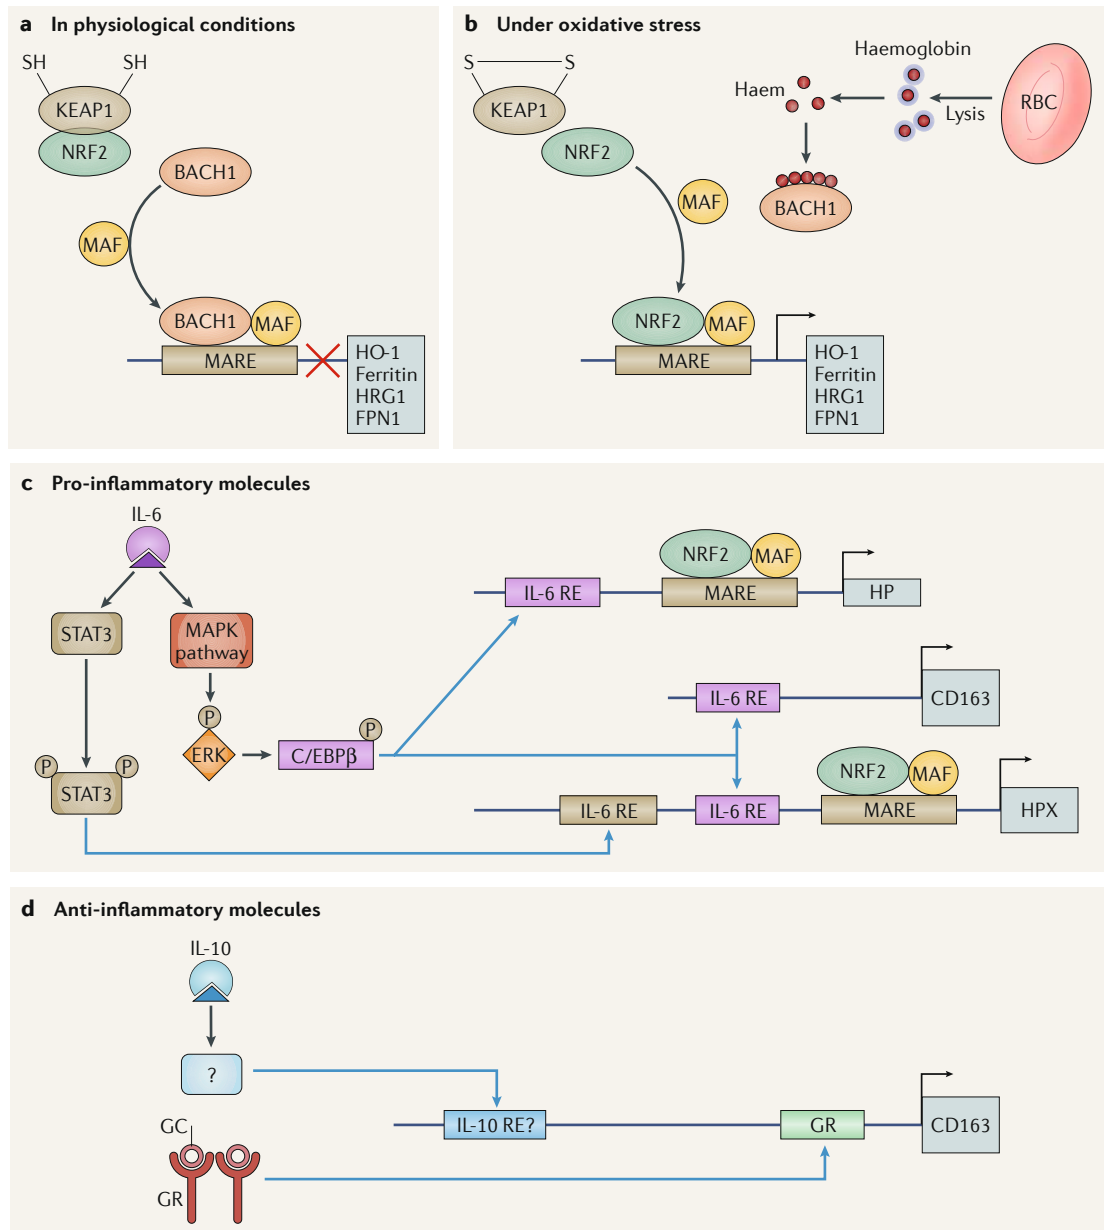 a In physiological conditions
SH SH
KEAP1
NRF2
BACH1
MAF
BACH1 MAF
MARE
HO-1
Ferritin
HRG1
FPN1
b Under oxidative stress
S S
KEAP1
NRF2
MAF
Haemoglobin
Haem
Lysis
RBC
BACH1
NRF2 MAF
MARE
HO-1
Ferritin
HRG1
FPN1
c Pro-inflammatory molecules
IL-6
STAT3
MAPK
pathway
P
ERK
P
C/EBPβ
P P
STAT3
NRF2 MAF
IL-6 RE MARE HP
IL-6 RE CD163
NRF2 MAF
IL-6 RE IL-6 RE MARE HPX
d Anti-inflammatory molecules
IL-10
?
GC
GR
IL-10 RE? GR CD163